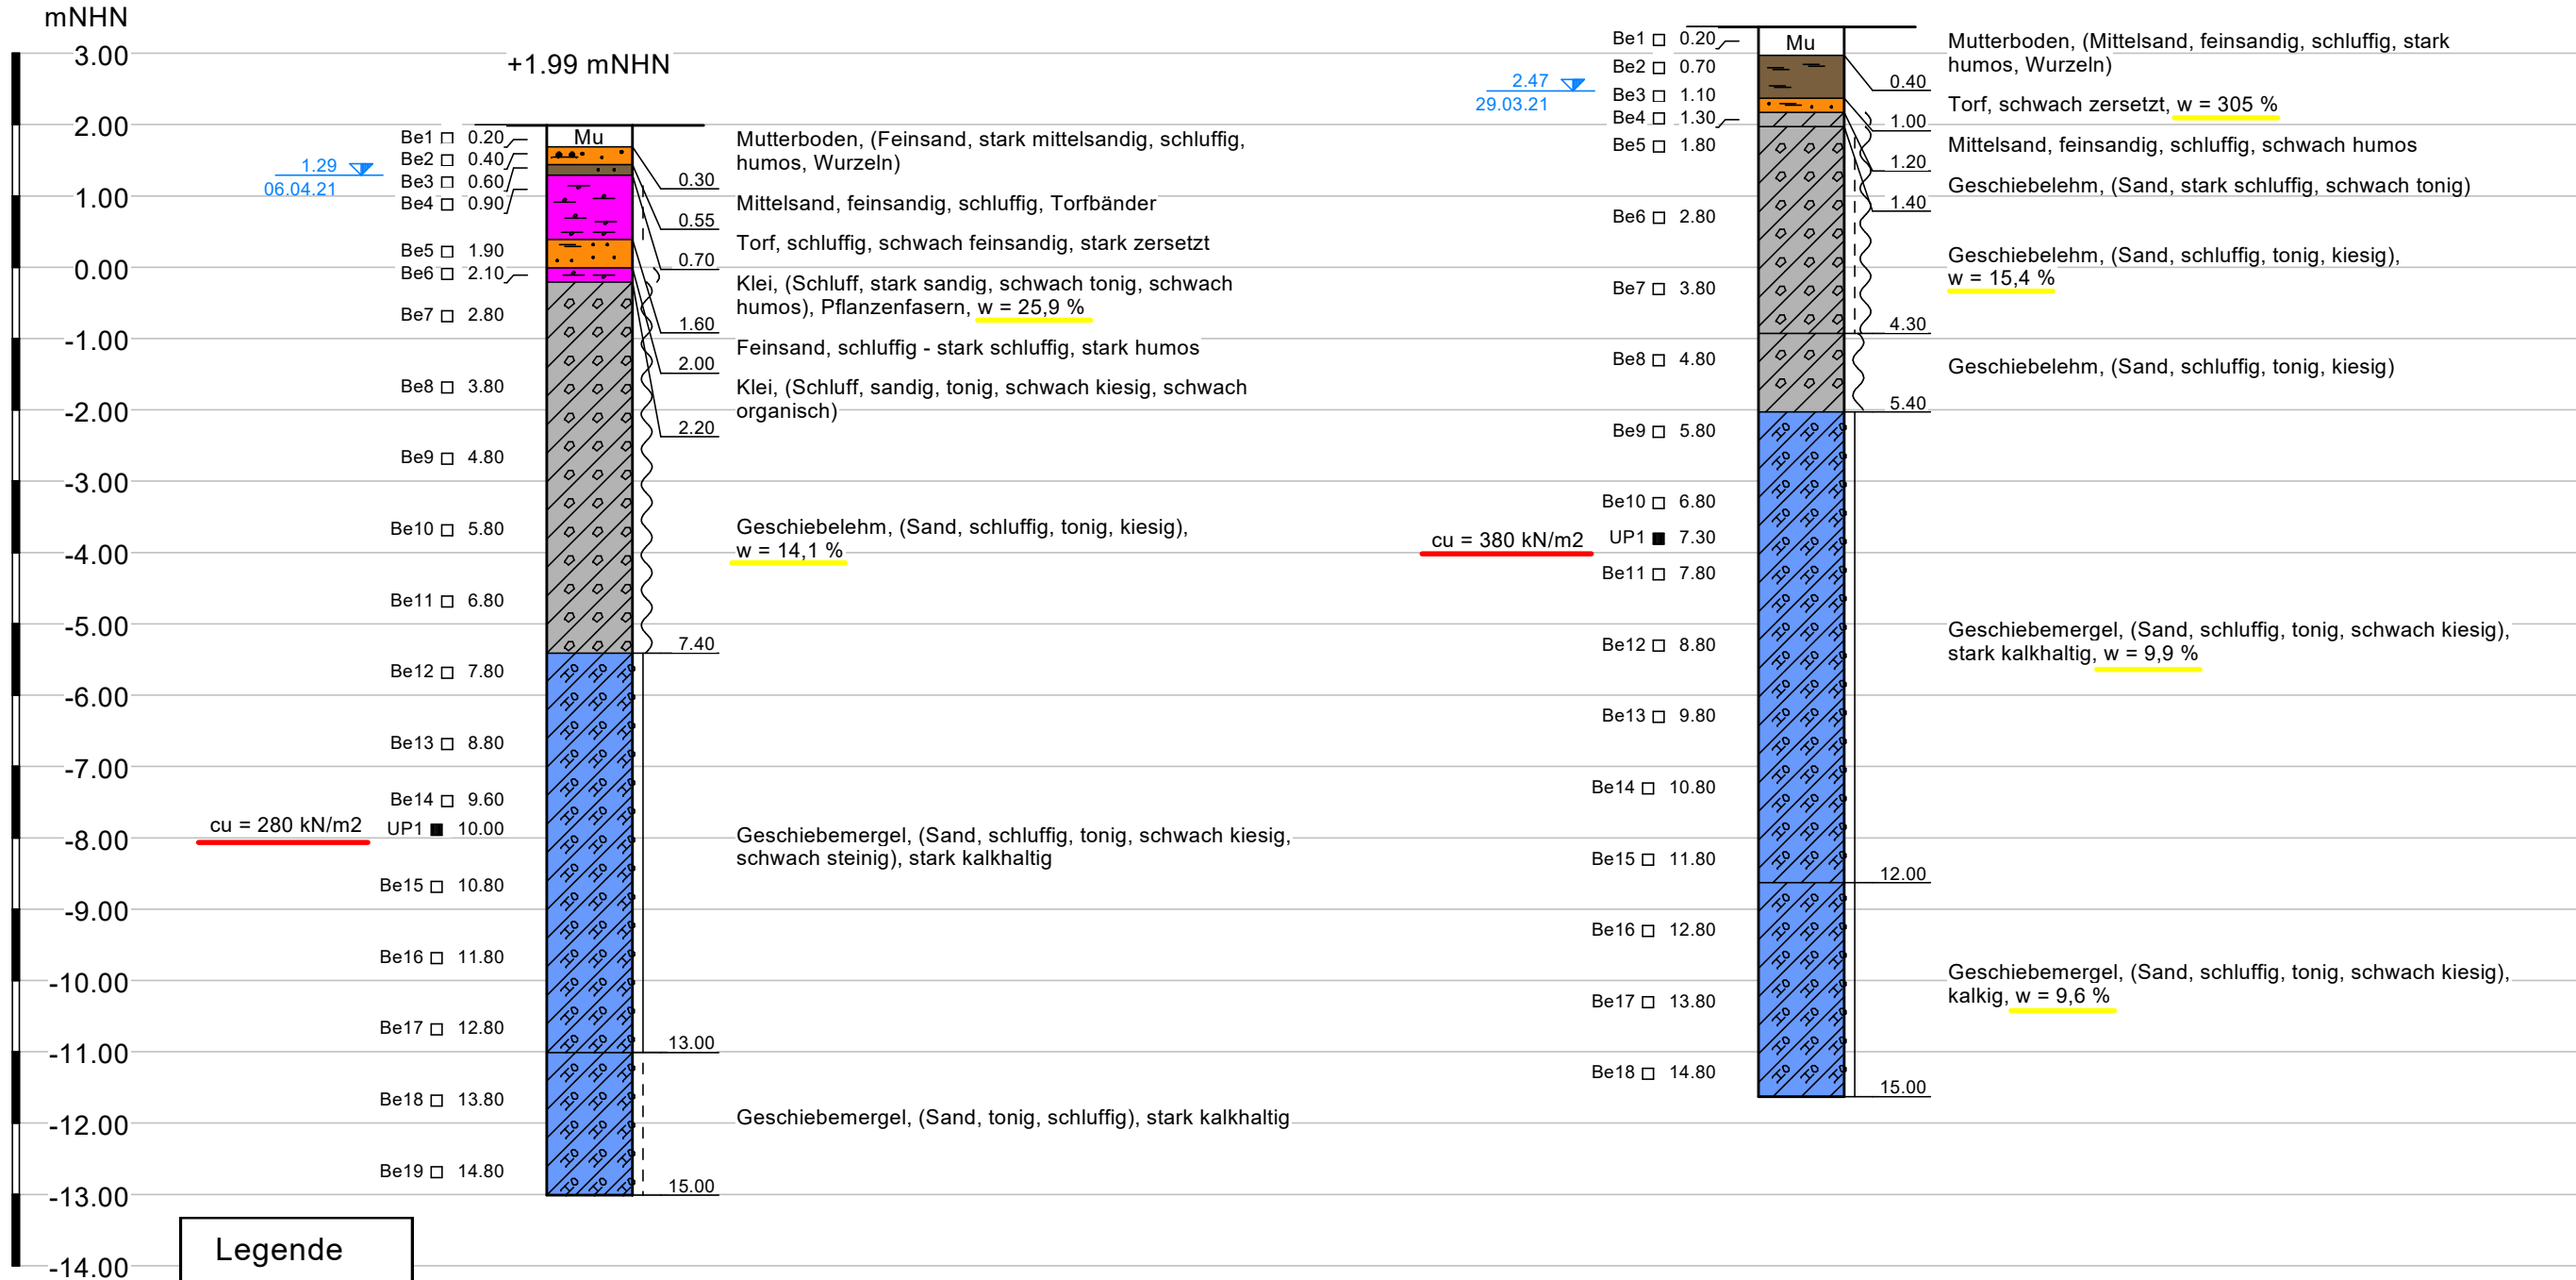 mNHN
3.00
2.00
1.00
0.00
-1.00
-2.00
-3.00
-4.00
-5.00
-6.00
-7.00
-8.00
-9.00
-10.00
-11.00
-12.00
-13.00
-14.00
+1.99 mNHN
1.29
06.04.21
Be1 0.20
Be2 0.40
Be3 0.60
Be4 0.90
Be5 1.90
Be6 2.10
Be7 2.80
Be8 3.80
Be9 4.80
Be10 5.80
Be11 6.80
Be12 7.80
Be13 8.80
Be14 9.60
cu = 280 kN/m2 UP1 10.00
Be15 10.80
Be16 11.80
Be17 12.80
Be18 13.80
Be19 14.80
Mu
0.30
0.55
0.70
1.60
2.00
2.20
7.40
13.00
15.00
Mutterboden, (Feinsand, stark mittelsandig, schluffig,
humos, Wurzeln)
Mittelsand, feinsandig, schluffig, Torfbänder
Torf, schluffig, schwach feinsandig, stark zersetzt
Klei, (Schluff, stark sandig, schwach tonig, schwach
humos), Pflanzenfasern, w = 25,9 %
Feinsand, schluffig - stark schluffig, stark humos
Klei, (Schluff, sandig, tonig, schwach kiesig, schwach
organisch)
Geschiebelehm, (Sand, schluffig, tonig, kiesig),
w = 14,1 %
Geschiebemergel, (Sand, schluffig, tonig, schwach kiesig,
schwach steinig), stark kalkhaltig
Geschiebemergel, (Sand, tonig, schluffig), stark kalkhaltig
2.47
29.03.21
Be1 0.20
Be2 0.70
Be3 1.10
Be4 1.30
Be5 1.80
Be6 2.80
Be7 3.80
Be8 4.80
Be9 5.80
Be10 6.80
cu = 380 kN/m2 UP1 7.30
Be11 7.80
Be12 8.80
Be13 9.80
Be14 10.80
Be15 11.80
Be16 12.80
Be17 13.80
Be18 14.80
Mu
0.40
1.00
1.20
1.40
4.30
5.40
12.00
15.00
Mutterboden, (Mittelsand, feinsandig, schluffig, stark
humos, Wurzeln)
Torf, schwach zersetzt, w = 305 %
Mittelsand, feinsandig, schluffig, schwach humos
Geschiebelehm, (Sand, stark schluffig, schwach tonig)
Geschiebelehm, (Sand, schluffig, tonig, kiesig),
w = 15,4 %
Geschiebelehm, (Sand, schluffig, tonig, kiesig)
Geschiebemergel, (Sand, schluffig, tonig, schwach kiesig),
stark kalkhaltig, w = 9,9 %
Geschiebemergel, (Sand, schluffig, tonig, schwach kiesig),
kalkig, w = 9,6 %
Legende